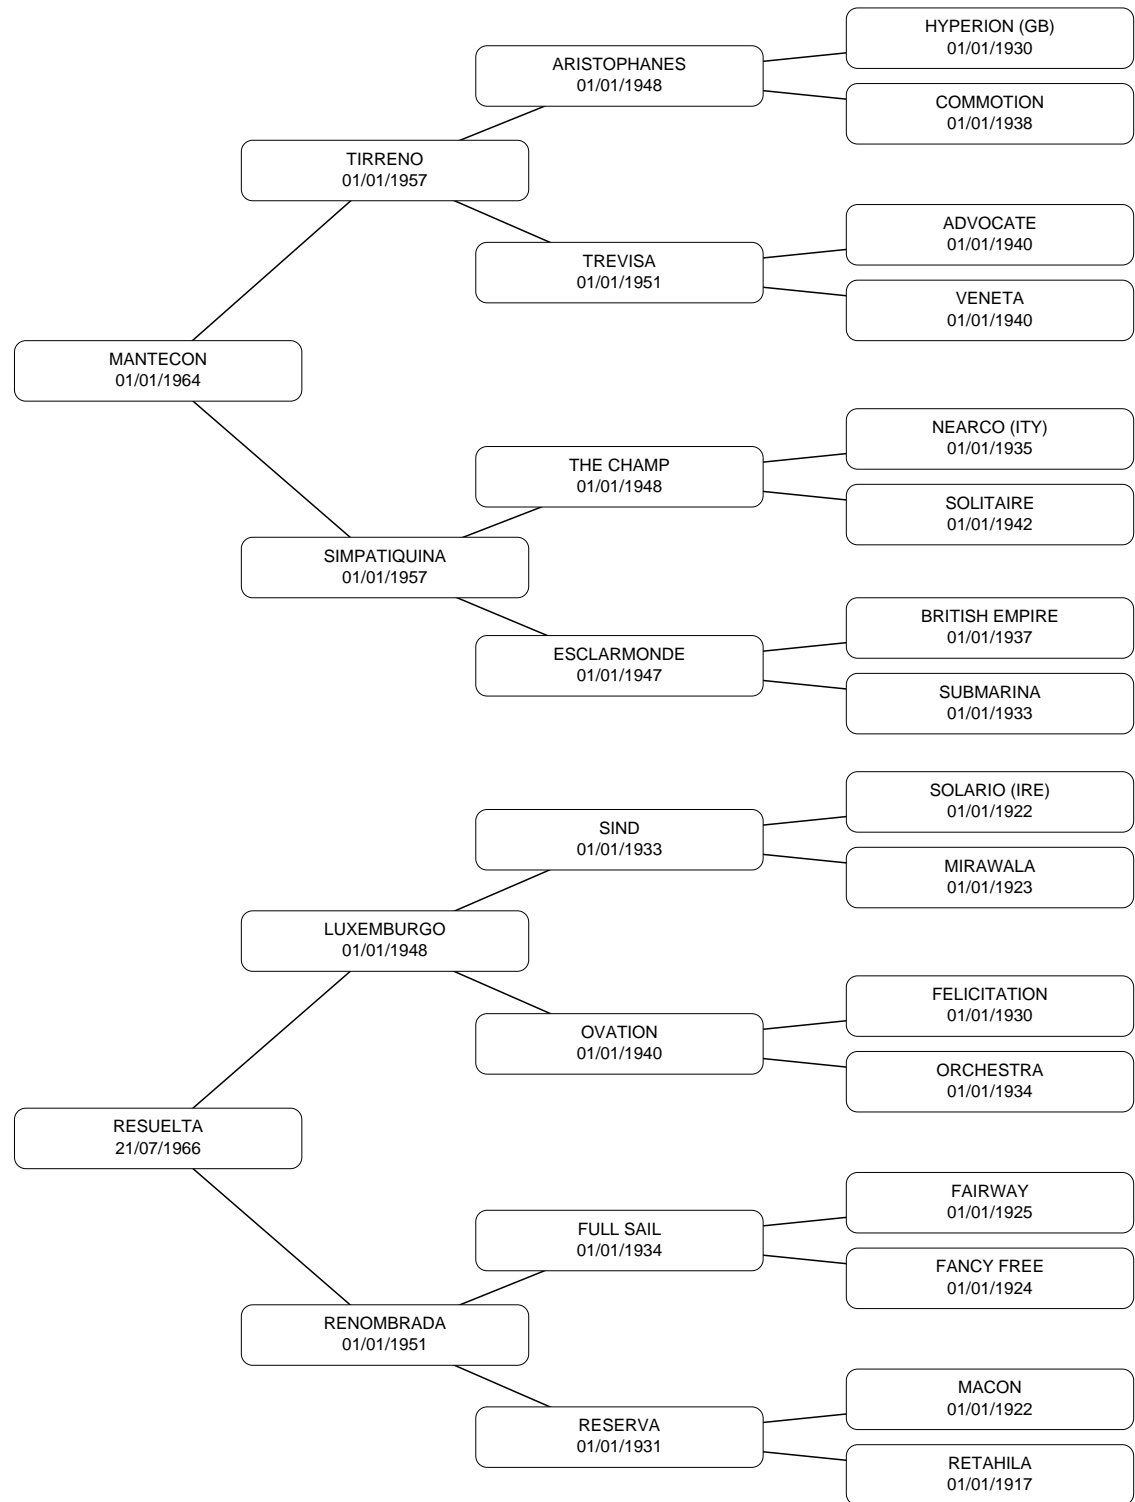 HYPERION (GB)
01/01/1930
ARISTOPHANES
01/01/1948
COMMOTION
01/01/1938
TIRRENO
01/01/1957
ADVOCATE
01/01/1940
TREVISA
01/01/1951
VENETA
01/01/1940
MANTECON
01/01/1964
NEARCO (ITY)
01/01/1935
THE CHAMP
01/01/1948
SOLITAIRE
01/01/1942
SIMPATIQUINA
01/01/1957
BRITISH EMPIRE
01/01/1937
ESCLARMONDE
01/01/1947
SUBMARINA
01/01/1933
SOLARIO (IRE)
01/01/1922
SIND
01/01/1933
MIRAWALA
01/01/1923
LUXEMBURGO
01/01/1948
FELICITATION
01/01/1930
OVATION
01/01/1940
ORCHESTRA
01/01/1934
RESUELTA
21/07/1966
FAIRWAY
01/01/1925
FULL SAIL
01/01/1934
FANCY FREE
01/01/1924
RENOMBRADA
01/01/1951
MACON
01/01/1922
RESERVA
01/01/1931
RETAHILA
01/01/1917